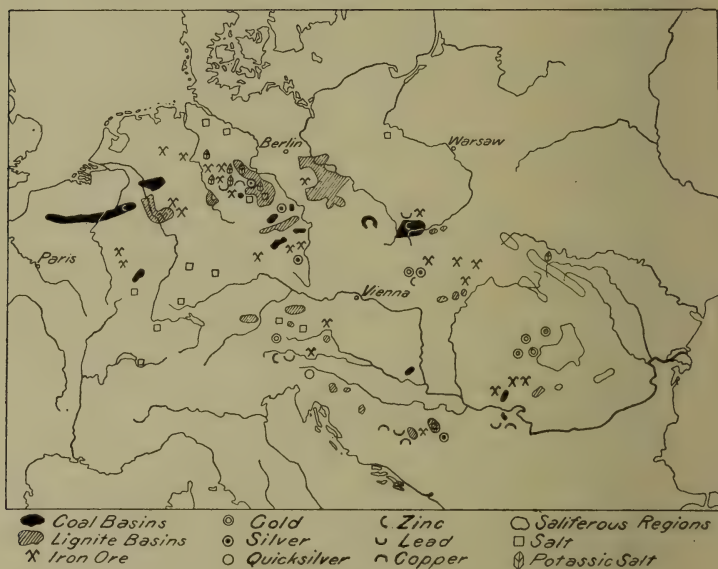 Berlin
Warsaw
Paris
Vienna
Coal Basins
Gold
Zinc
Saliferous Regions
Lignite Basins
Silver
Lead
Salt
Iron Ore
Quicksilver
Copper
Potassic Salt